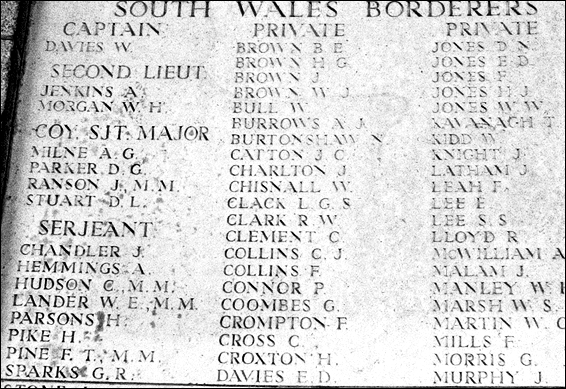 SOUTH WALES BORDERERS
CAPTAIN
DAVIES W.
SECOND LIEUT.
JENKINS A.
MORGAN W. H.
COY. SJT. MAJOR
MILNE A. G.
PARKER D. G.
RANSON J., M.M.
STUART D. L.
SERJEANT
CHANDLER J.
HEMMINGS A.
HUDSON C., M.M.
LANDER W. E., M.M.
PARSONS H.
PIKE H.
PINE F. T., M.M.
SPARKS G. R.
PRIVATE
BROWN B. E.
BROWN H. G.
BROWN J.
BROWN W. J.
BULL W.
BURROWS A. J.
BURTONSHAW N.
CATTON J. C.
CHARLTON J.
CHISNALL W.
CLACK L. G. S.
CLARK R. W.
CLEMENT C.
COLLINS C. J.
COLLINS F.
CONNOR P.
COOMBES G.
CROMPTON F.
CROSS C.
CROXTON H.
DAVIES E. D.
PRIVATE
JONES D. N.
JONES E. D.
JONES F.
JONES H. J.
JONES W. W.
KAVANAGH T.
KIDD W.
KNIGHT J.
LATHAM J.
LEAH F.
LEE E.
LEE S. S.
LLOYD R.
McWILLIAM A
MALAM J.
MANLEY W.
MARSH W. S.
MARTIN W.
MILLS F.
MORRIS G.
MURPHY J.